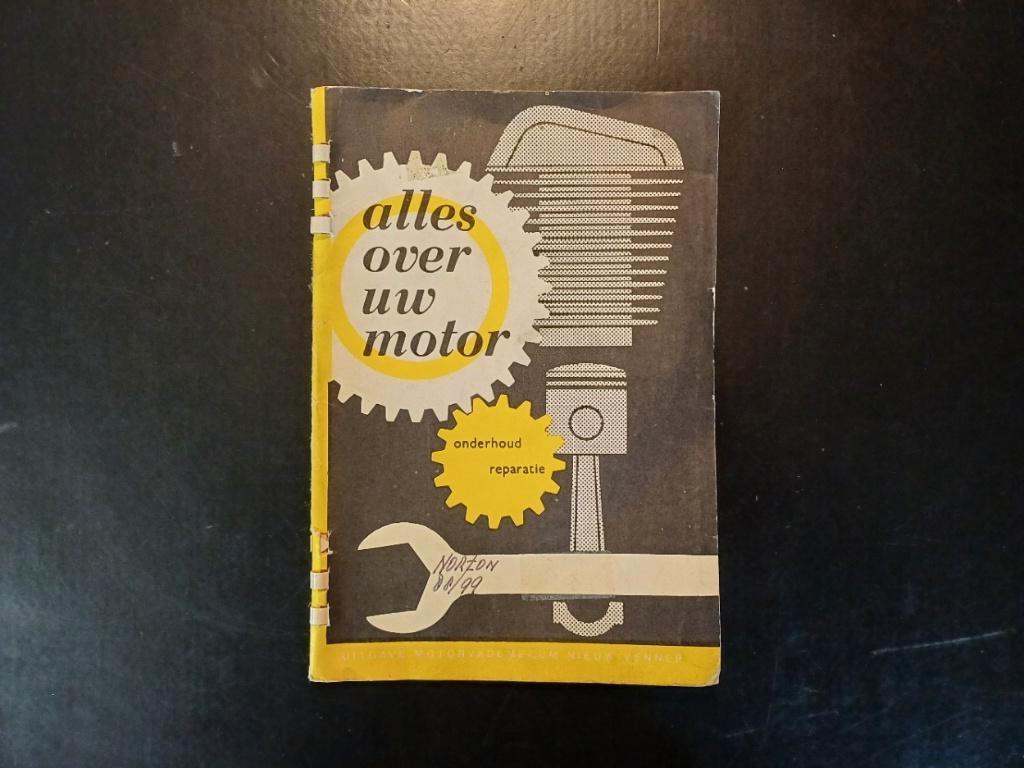 alles
over
uw
motor
onderhoud
reparatie
NORTON
88/99
UITGAVE MOTORVADEMECUM NIEUW-VENNEP